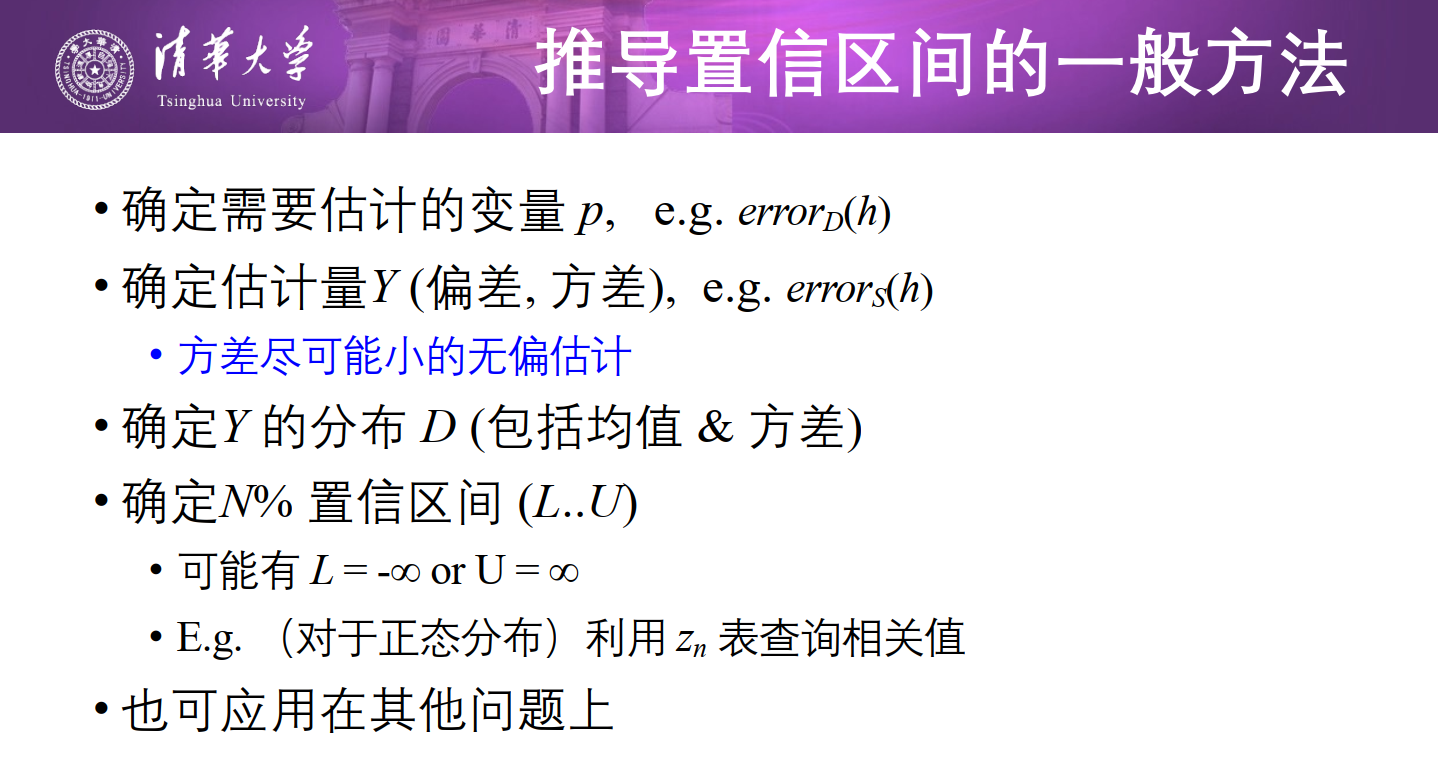 清華大学
Tsinghua University
推导置信区间的一般方法
• 确定需要估计的变量 p, e.g. error_D(h)
• 确定估计量Y (偏差, 方差), e.g. error_S(h)
• 方差尽可能小的无偏估计
• 确定Y 的分布 D (包括均值 & 方差)
• 确定N% 置信区间 (L..U)
• 可能有 L = -∞ or U = ∞
• E.g. （对于正态分布）利用 z_n 表查询相关值
• 也可应用在其他问题上